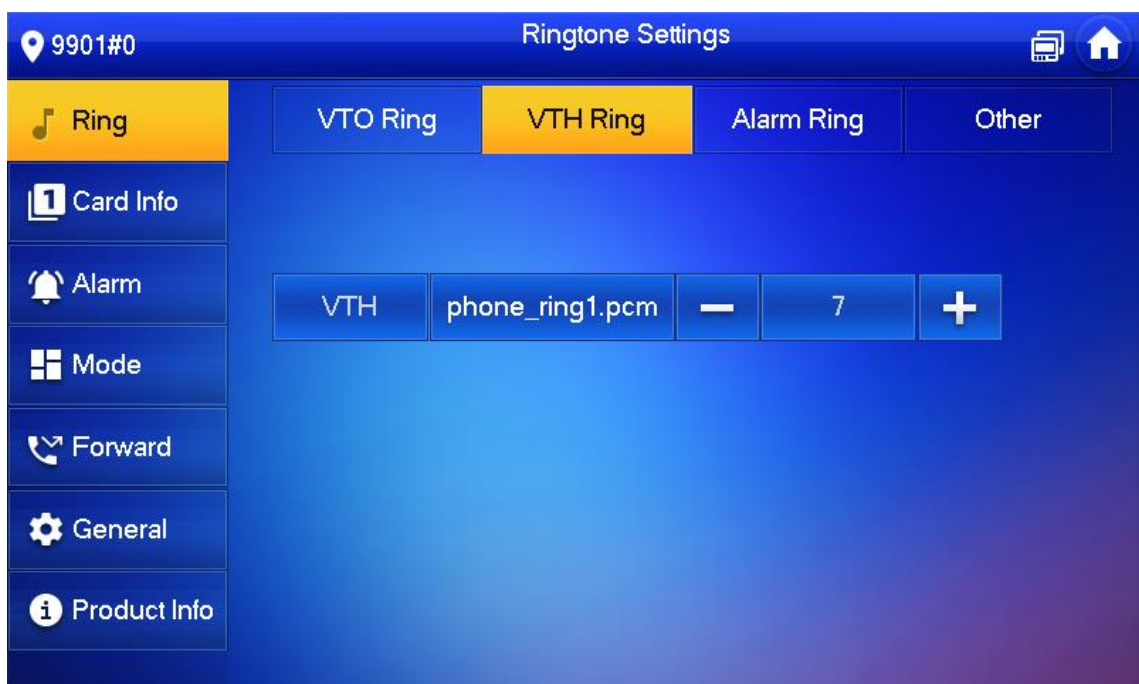 9901#0
Ringtone Settings
Ring
VTO Ring
VTH Ring
Alarm Ring
Other
1 Card Info
Alarm
VTH
phone_ring1.pcm
7
Mode
Forward
General
Product Info